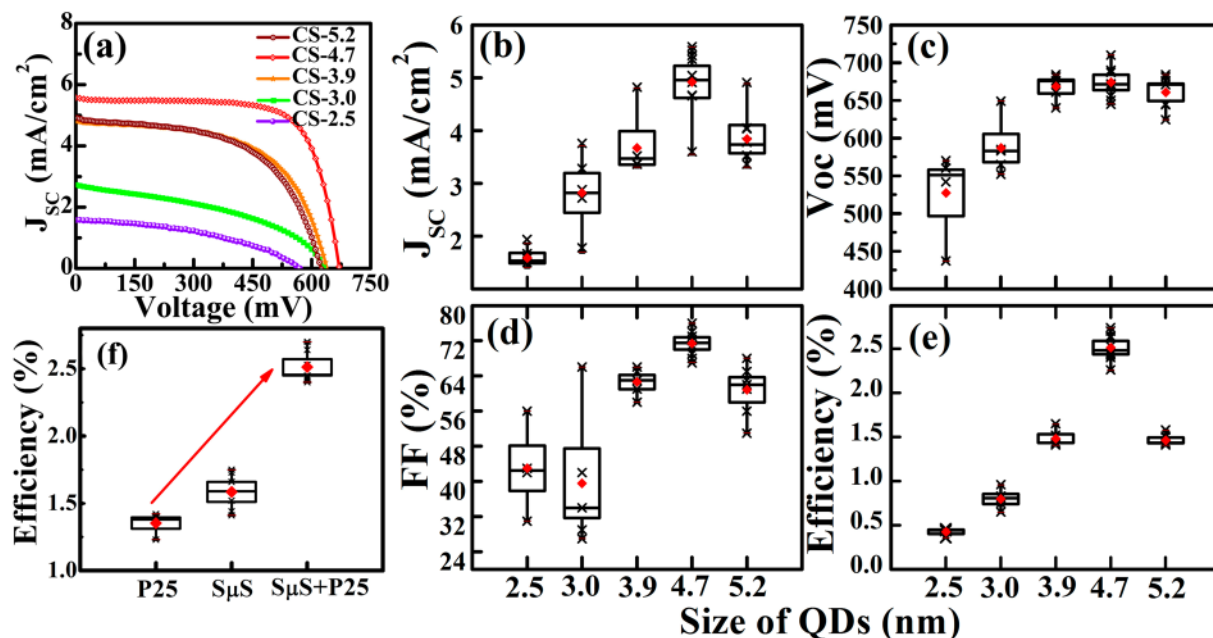 (a)
CS-5.2
CS-4.7
CS-3.9
CS-3.0
CS-2.5
8
6
4
2
0
J_SC (mA/cm²)
0 150 300 450 600 750
Voltage (mV)
(b)
5
4
3
2
J_SC (mA/cm²)
(c)
700
650
600
550
500
450
400
Voc (mV)
(f)
2.5
2.0
1.5
1.0
Efficiency (%)
P25 SμS SμS+P25
(d)
80
72
64
56
48
40
32
24
FF (%)
2.5 3.0 3.9 4.7 5.2
(e)
2.5
2.0
1.5
1.0
0.5
0.0
Efficiency (%)
2.5 3.0 3.9 4.7 5.2
Size of QDs (nm)